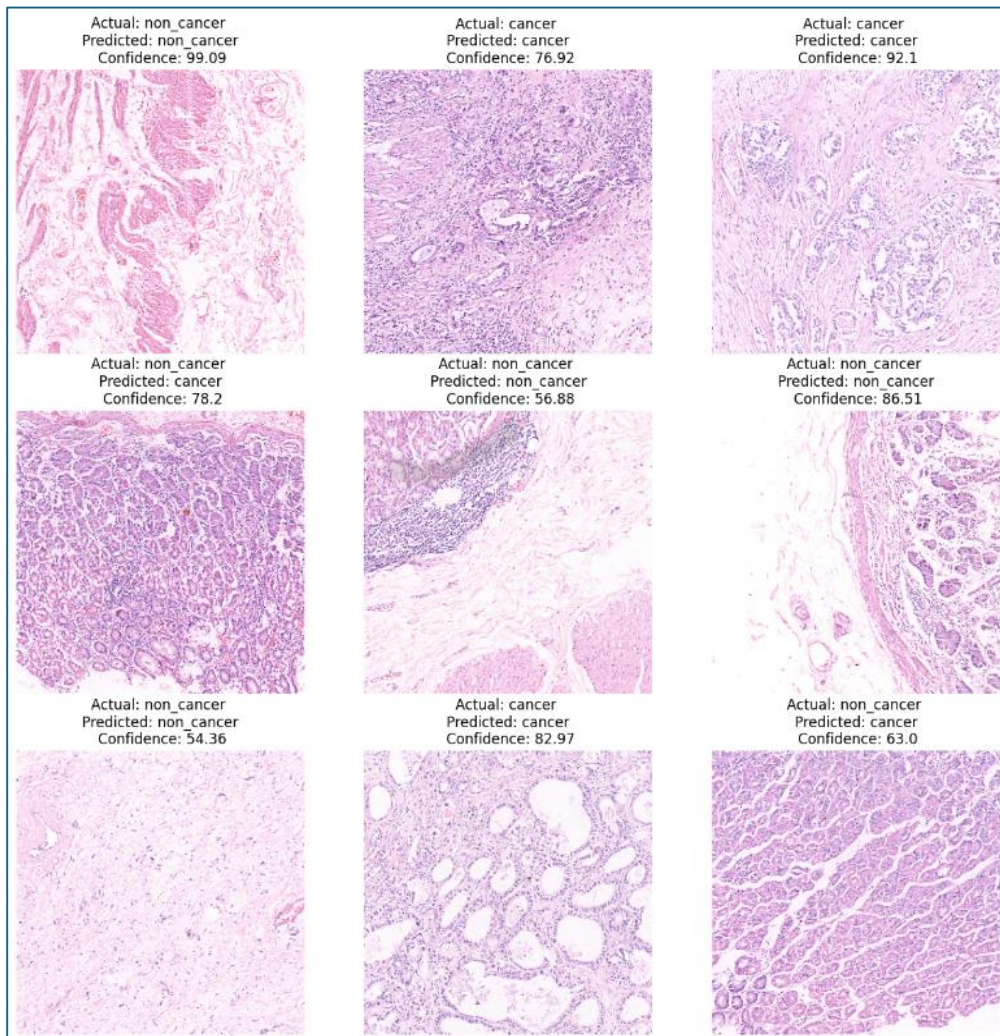 Actual: non_cancer
Predicted: non_cancer
Confidence: 99.09
Actual: cancer
Predicted: cancer
Confidence: 76.92
Actual: cancer
Predicted: cancer
Confidence: 92.1
Actual: non_cancer
Predicted: cancer
Confidence: 78.2
Actual: non_cancer
Predicted: non_cancer
Confidence: 56.88
Actual: non_cancer
Predicted: non_cancer
Confidence: 86.51
Actual: non_cancer
Predicted: non_cancer
Confidence: 54.36
Actual: cancer
Predicted: cancer
Confidence: 82.97
Actual: non_cancer
Predicted: cancer
Confidence: 63.0